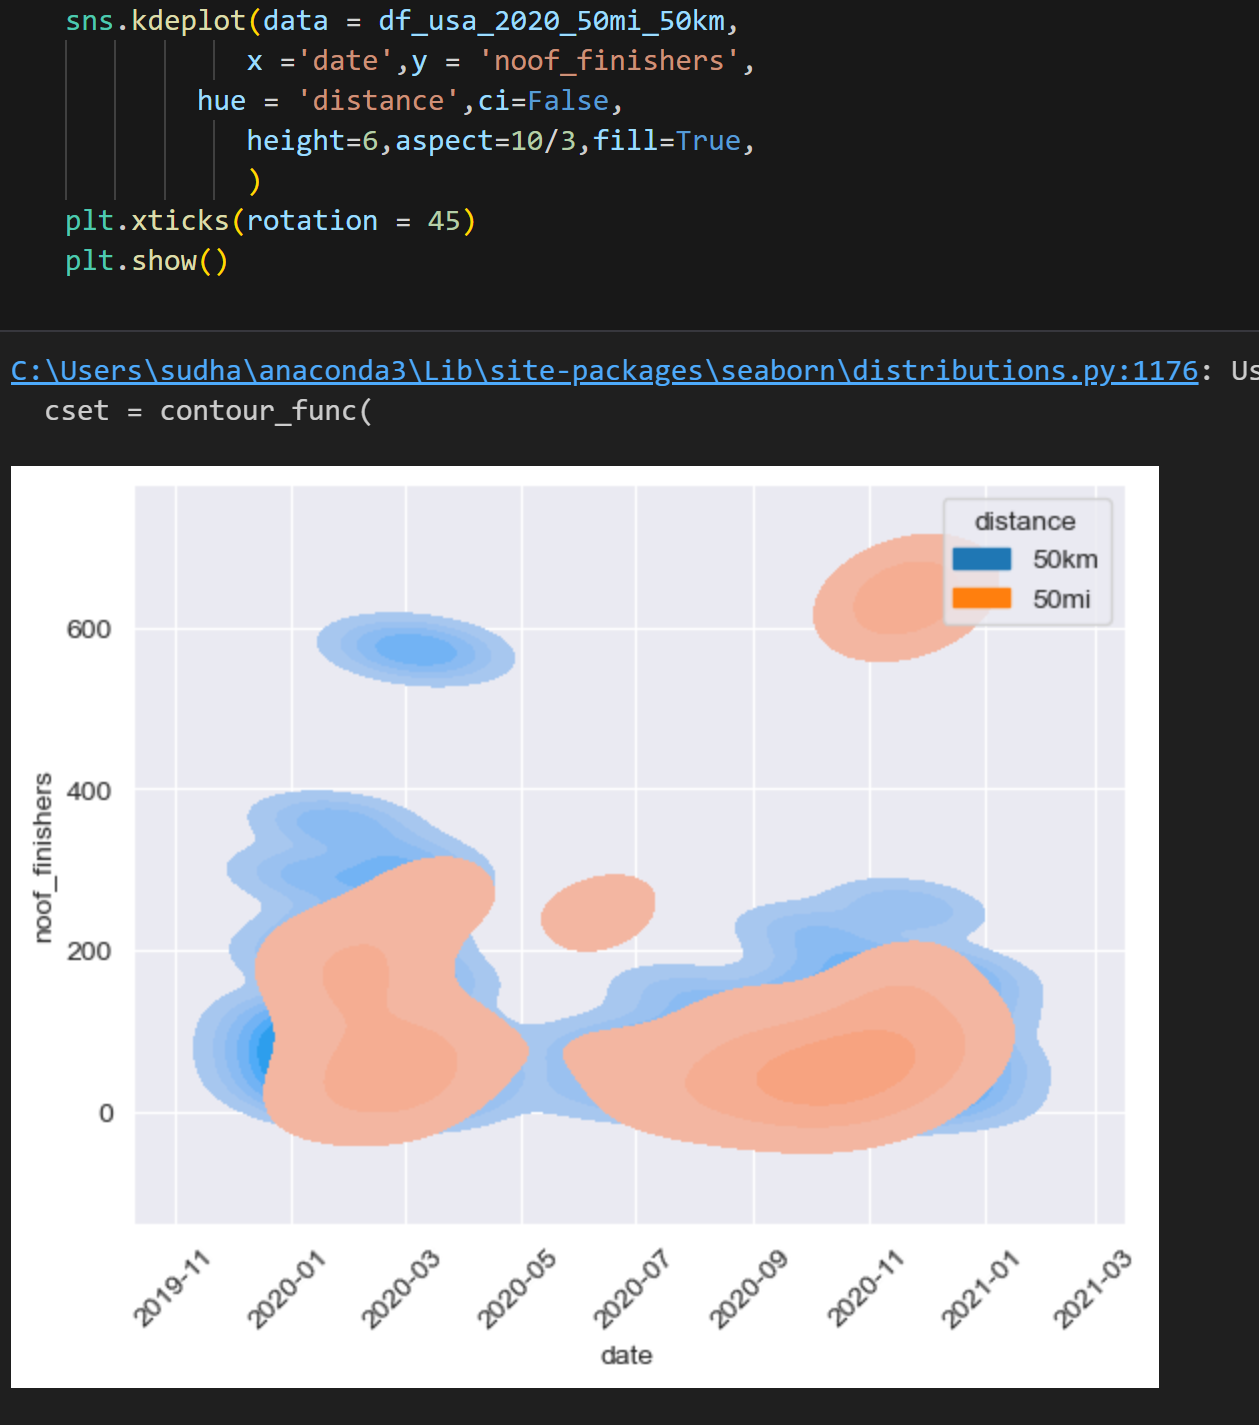 sns.kdeplot(data = df_usa_2020_50mi_50km,
x ='date',y = 'noof_finishers',
hue = 'distance',ci=False,
height=6,aspect=10/3,fill=True,
)
plt.xticks(rotation = 45)
plt.show()
C:\Users\sudha\anaconda3\Lib\site-packages\seaborn\distributions.py:1176: Us
cset = contour_func(
distance
50km
50mi
600
400
200
0
noof_finishers
2019-11
2020-01
2020-03
2020-05
2020-07
2020-09
2020-11
2021-01
2021-03
date